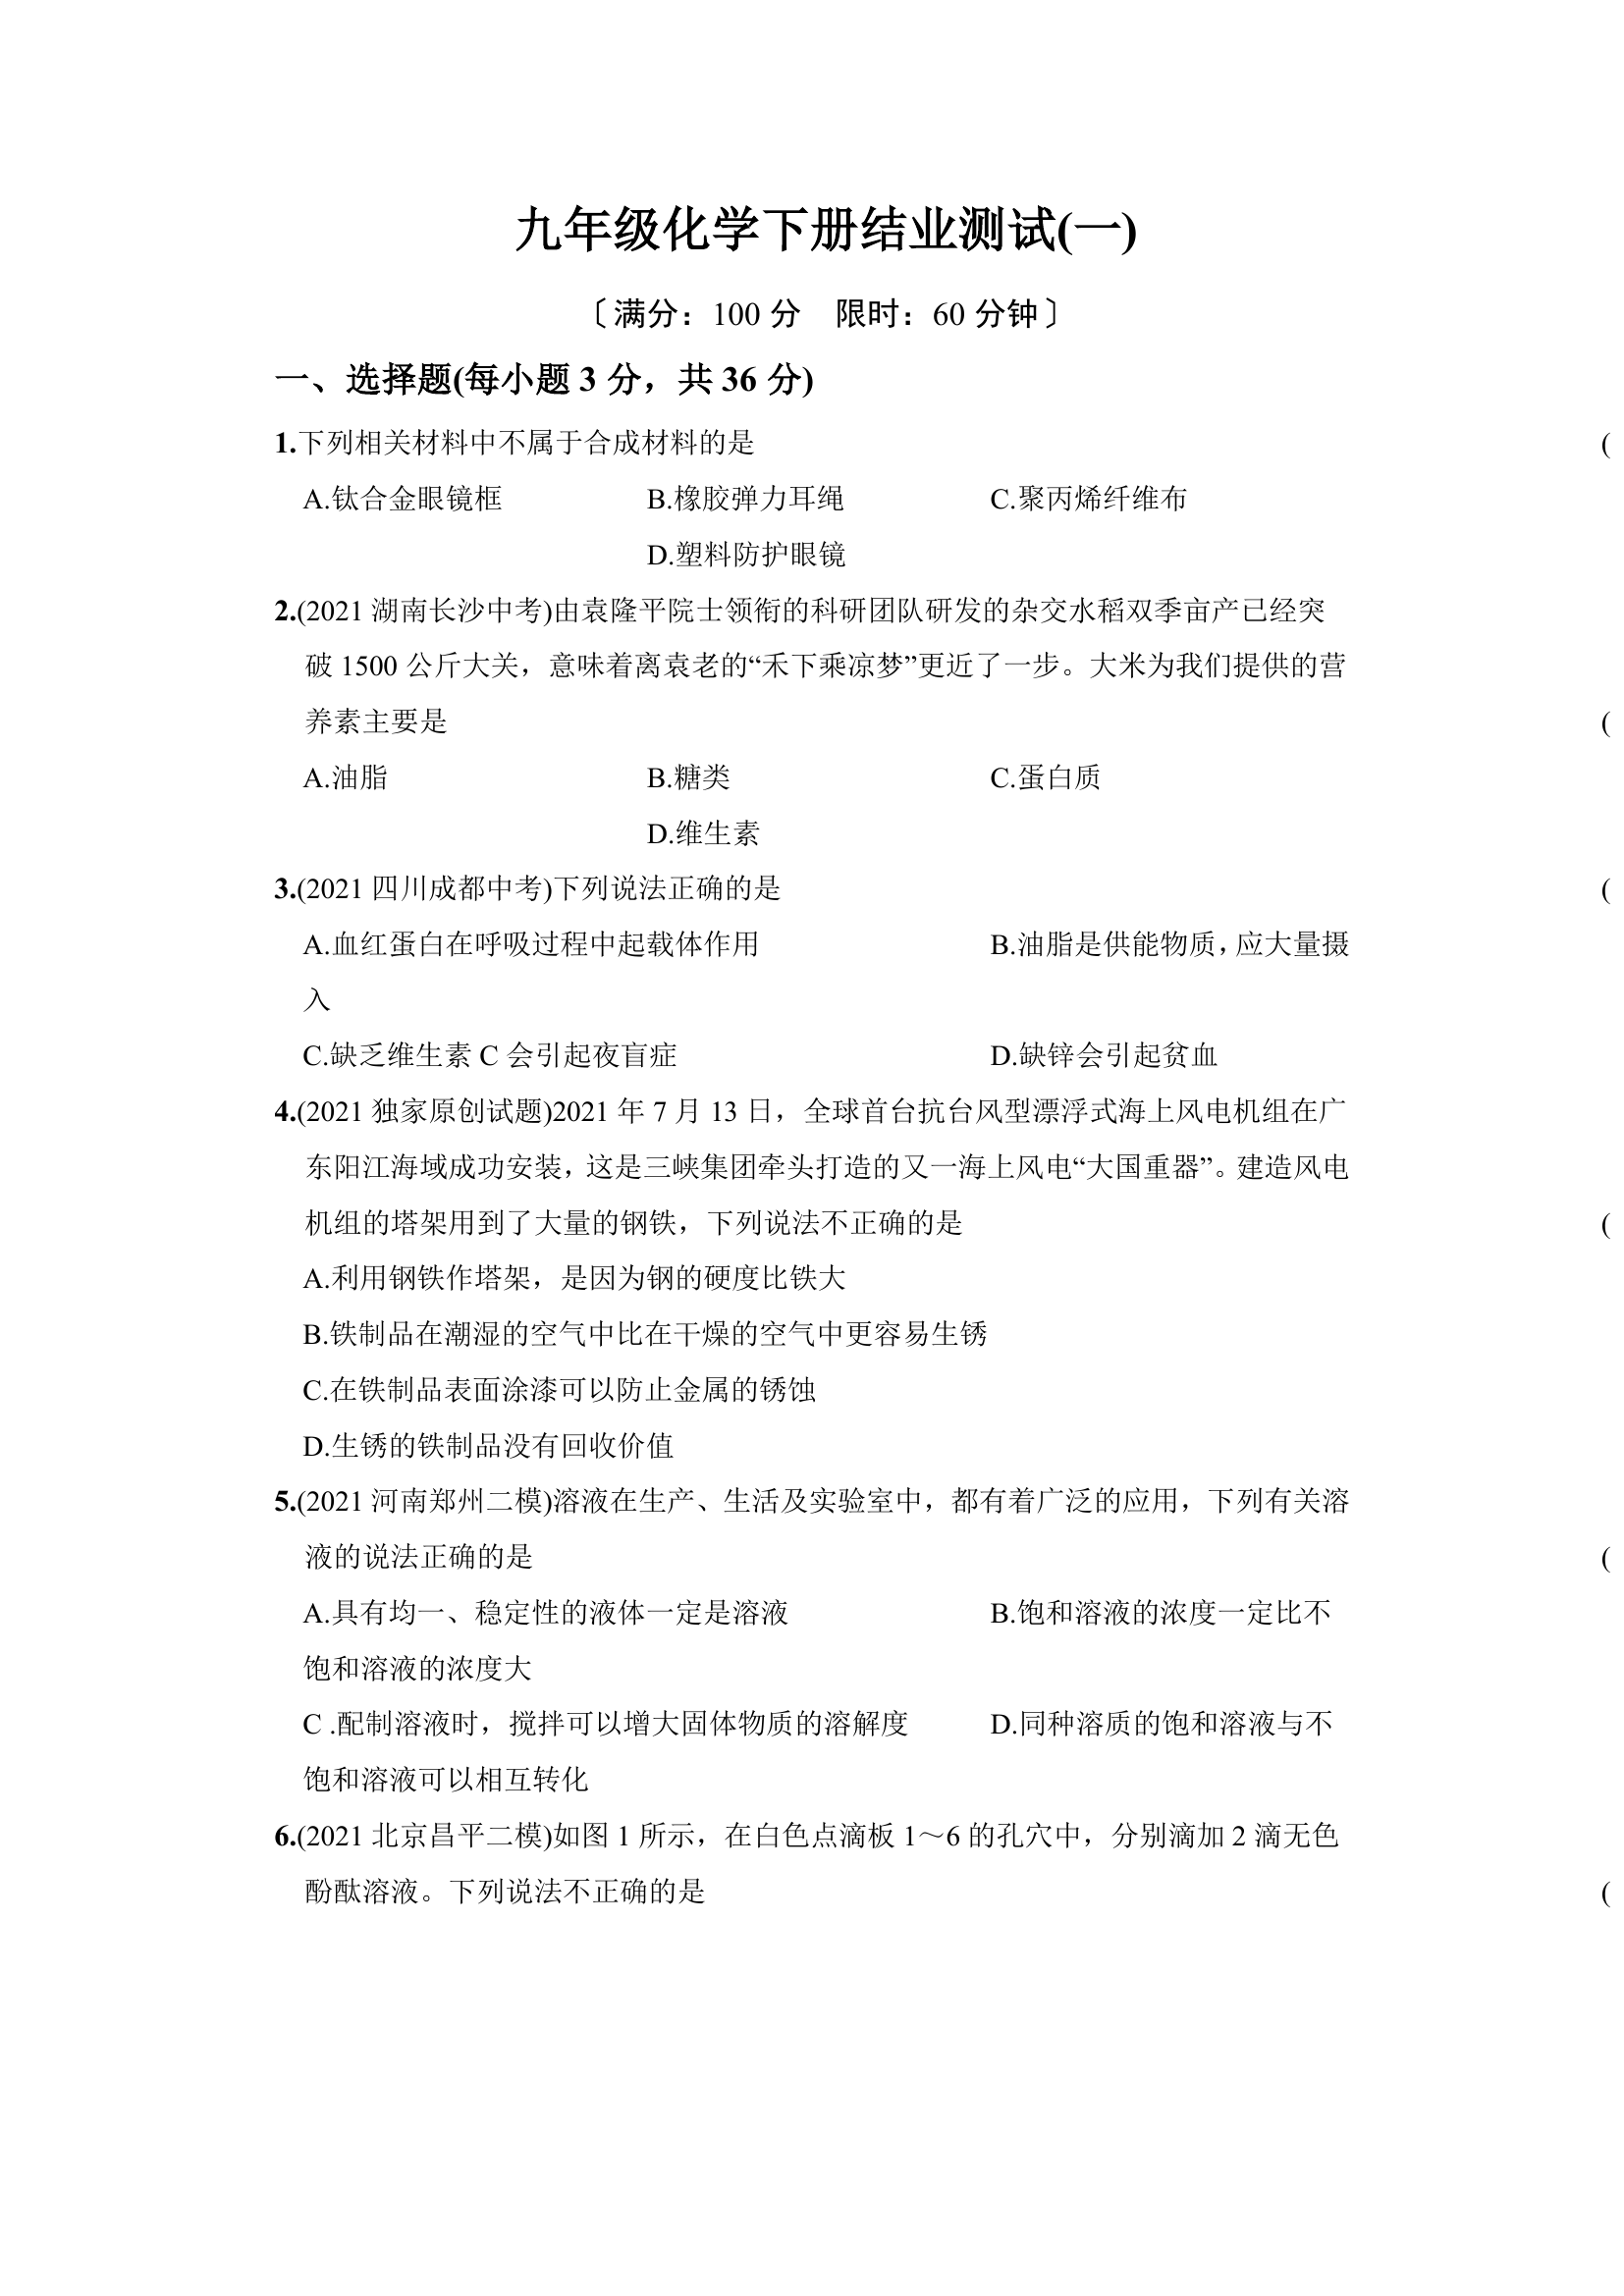 九年级化学下册结业测试(一)
〔满分：100 分　限时：60 分钟〕
一、选择题(每小题 3 分，共 36 分)
1.下列相关材料中不属于合成材料的是 (
A.钛合金眼镜框 B.橡胶弹力耳绳 C.聚丙烯纤维布
D.塑料防护眼镜
2.(2021 湖南长沙中考)由袁隆平院士领衔的科研团队研发的杂交水稻双季亩产已经突
破 1500 公斤大关，意味着离袁老的“禾下乘凉梦”更近了一步。大米为我们提供的营
养素主要是 (
A.油脂 B.糖类 C.蛋白质
D.维生素
3.(2021 四川成都中考)下列说法正确的是 (
A.血红蛋白在呼吸过程中起载体作用 B.油脂是供能物质，应大量摄
入
C.缺乏维生素 C 会引起夜盲症 D.缺锌会引起贫血
4.(2021 独家原创试题)2021 年 7 月 13 日，全球首台抗台风型漂浮式海上风电机组在广
东阳江海域成功安装，这是三峡集团牵头打造的又一海上风电“大国重器”。建造风电
机组的塔架用到了大量的钢铁，下列说法不正确的是 (
A.利用钢铁作塔架，是因为钢的硬度比铁大
B.铁制品在潮湿的空气中比在干燥的空气中更容易生锈
C.在铁制品表面涂漆可以防止金属的锈蚀
D.生锈的铁制品没有回收价值
5.(2021 河南郑州二模)溶液在生产、生活及实验室中，都有着广泛的应用，下列有关溶
液的说法正确的是 (
A.具有均一、稳定性的液体一定是溶液 B.饱和溶液的浓度一定比不
饱和溶液的浓度大
C .配制溶液时，搅拌可以增大固体物质的溶解度 D.同种溶质的饱和溶液与不
饱和溶液可以相互转化
6.(2021 北京昌平二模)如图 1 所示，在白色点滴板 1～6 的孔穴中，分别滴加 2 滴无色
酚酞溶液。下列说法不正确的是 (